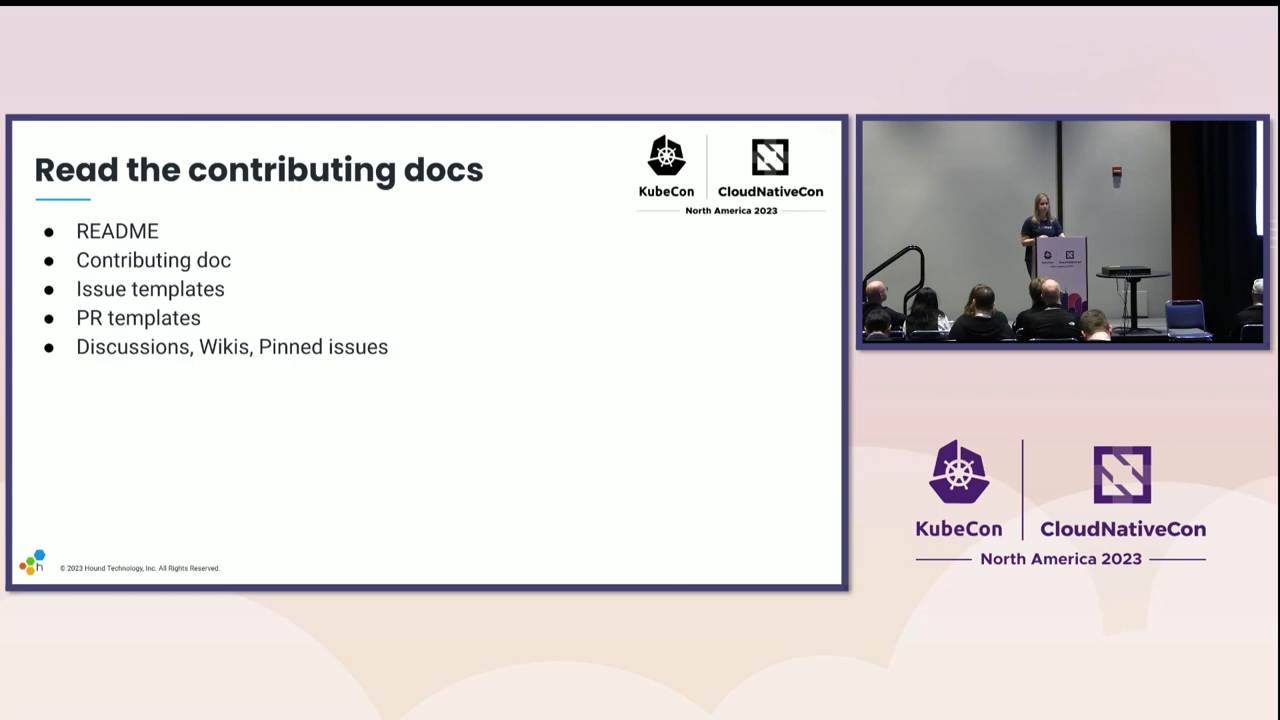 Read the contributing docs
● README
● Contributing doc
● Issue templates
● PR templates
● Discussions, Wikis, Pinned issues
KubeCon
CloudNativeCon
North America 2023
h
© 2023 Hound Technology, Inc. All Rights Reserved.
KubeCon
CloudNativeCon
North America 2023